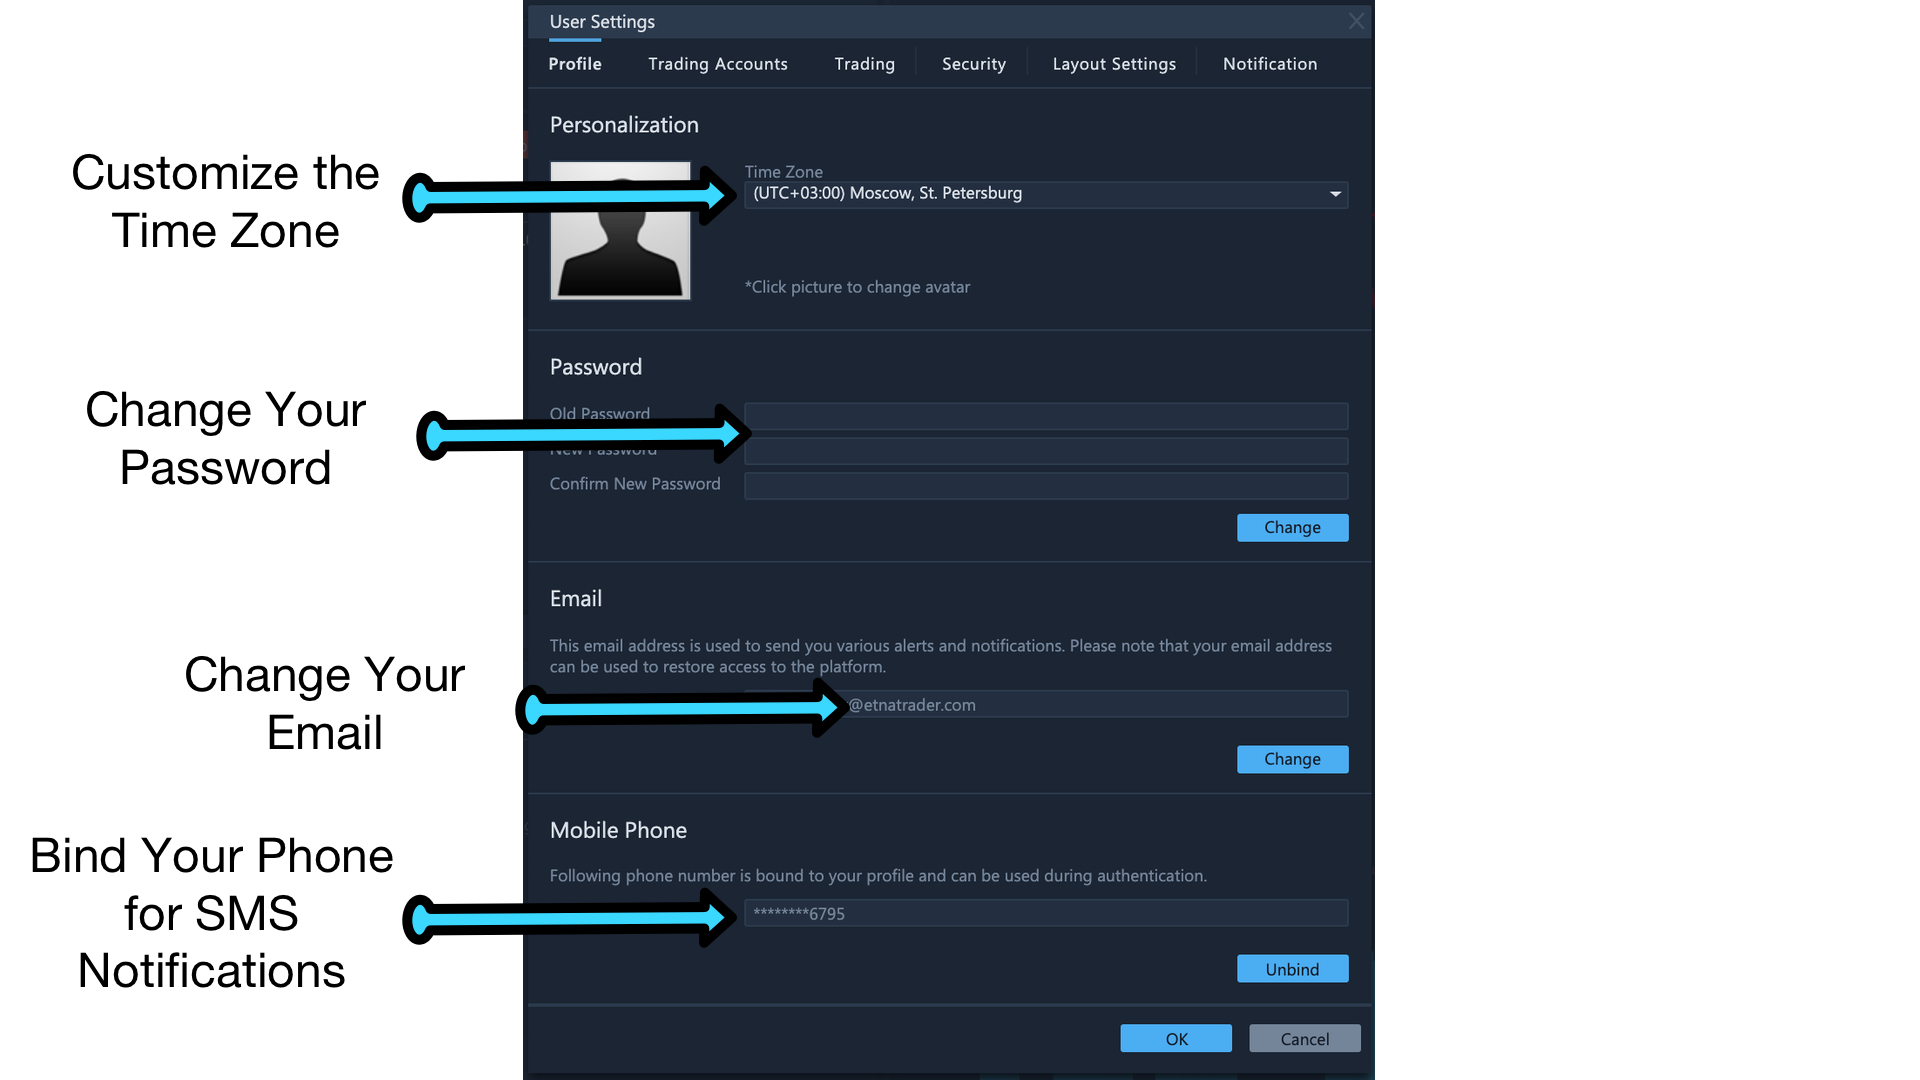 User Settings
Profile Trading Accounts Trading Security Layout Settings Notification
Personalization
Customize the
Time Zone
Time Zone
(UTC+03:00) Moscow, St. Petersburg
*Click picture to change avatar
Password
Change Your
Password
Old Password
New Password
Confirm New Password
Change
Email
This email address is used to send you various alerts and notifications. Please note that your email address
can be used to restore access to the platform.
Change Your
Email
@etnatrader.com
Change
Mobile Phone
Bind Your Phone
for SMS
Notifications
Following phone number is bound to your profile and can be used during authentication.
********6795
Unbind
OK Cancel